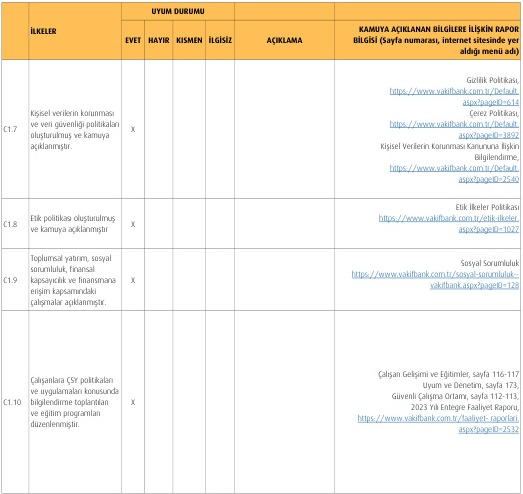 UYUM DURUMU
İLKELER
EVET HAYIR KISMEN İLGİSİZ AÇIKLAMA
KAMUYA AÇIKLANAN BİLGİLERE İLİŞKİN RAPOR
BİLGİSİ (Sayfa numarası, internet sitesinde yer
aldığı menü adı)
C1.7
Kişisel verilerin korunması
ve veri güvenliği politikaları
oluşturulmuş ve kamuya
açıklanmıştır.
X
Gizlilik Politikası,
https://www.vakifbank.com.tr/Default.
aspx?pageID=614
Çerez Politikası,
https://www.vakifbank.com.tr/Default.
aspx?pageID=3892
Kişisel Verilerin Korunması Kanununa İlişkin
Bilgilendirme,
https://www.vakifbank.com.tr/Default.
aspx?pageID=2540
C1.8
Etik politikası oluşturulmuş
ve kamuya açıklanmıştır
X
Etik İlkeler Politikası
https://www.vakifbank.com.tr/etik-ilkeler.
aspx?pageID=1027
C1.9
Toplumsal yatırım, sosyal
sorumluluk, finansal
kapsayıcılık ve finansmana
erişim kapsamındaki
çalışmalar açıklanmıştır.
X
Sosyal Sorumluluk
https://www.vakifbank.com.tr/sosyal-sorumluluk--
vakifbank.aspx?pageID=128
C1.10
Çalışanlara ÇSY politikaları
ve uygulamaları konusunda
bilgilendirme toplantıları
ve eğitim programları
düzenlenmiştir.
X
Çalışan Gelişimi ve Eğitimler, sayfa 116-117
Uyum ve Denetim, sayfa 173,
Güvenli Çalışma Ortamı, sayfa 112-113,
2023 Yılı Entegre Faaliyet Raporu,
https://www.vakifbank.com.tr/faaliyet- raporlari.
aspx?pageID=2532